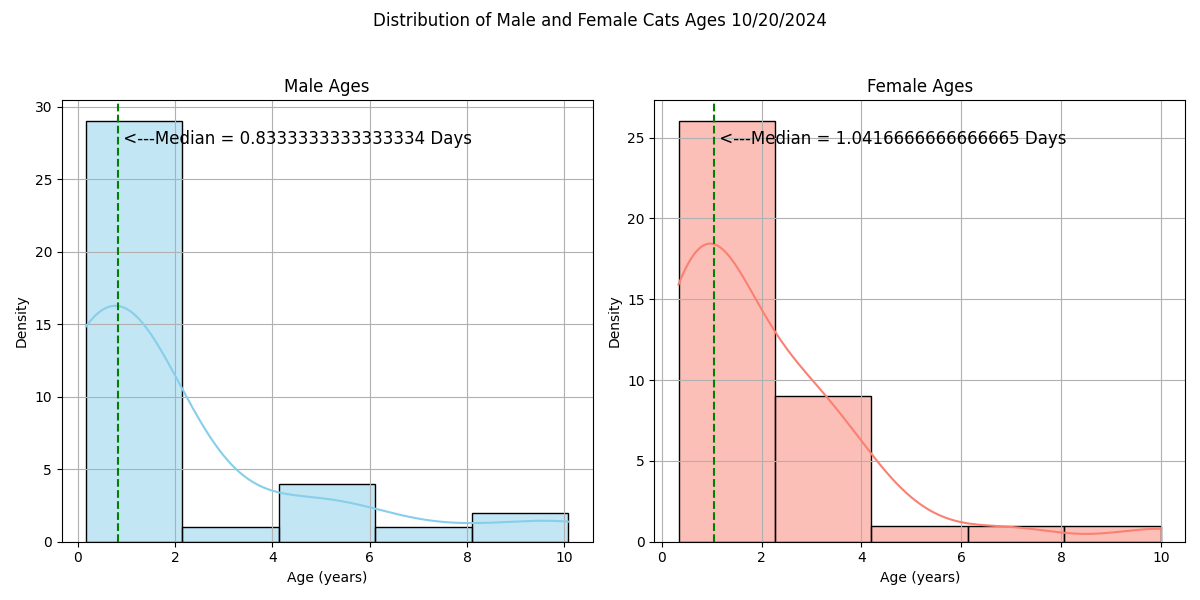 Distribution of Male and Female Cats Ages 10/20/2024
Male Ages
30
25
20
15
10
5
0
Density
<---Median = 0.8333333333333334 Days
0 2 4 6 8 10
Age (years)
Female Ages
25
20
15
10
5
0
Density
<---Median = 1.0416666666666665 Days
0 2 4 6 8 10
Age (years)